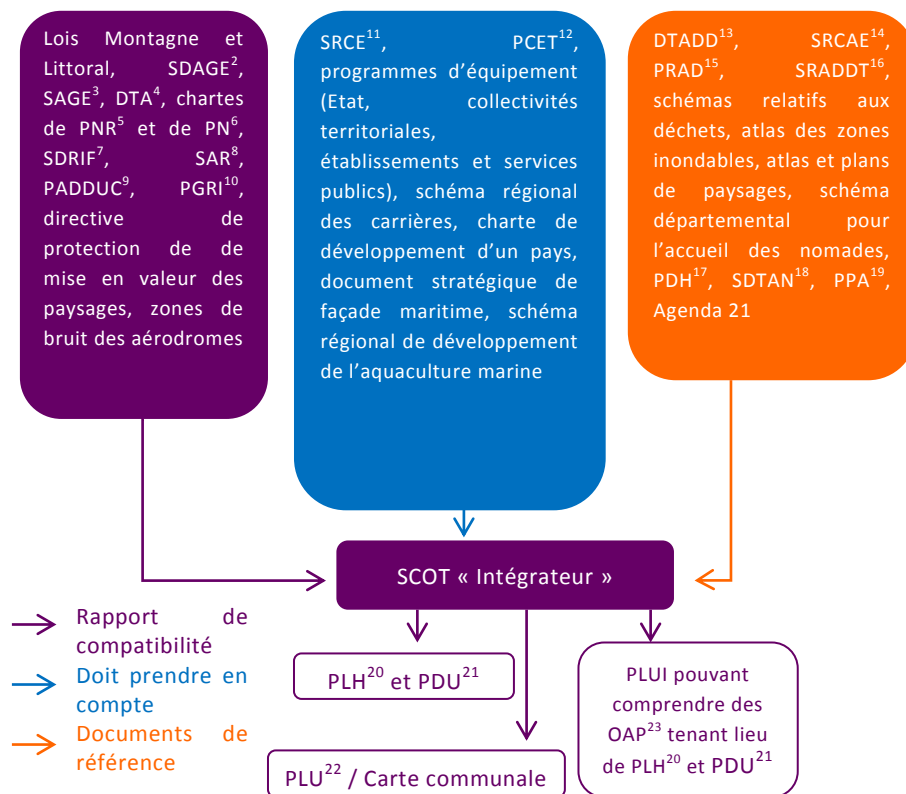 Lois Montagne et
Littoral, SDAGE2,
SAGE3, DTA4, chartes
de PNR5 et de PN6,
SDRIF7, SAR8,
PADDUC9, PGRI10,
directive de
protection de de
mise en valeur des
paysages, zones de
bruit des aérodromes
SRCE11, PCET12,
programmes d'équipement
(Etat, collectivités
territoriales,
établissements et services
publics), schéma régional
des carrières, charte de
développement d'un pays,
document stratégique de
façade maritime, schéma
régional de développement
de l'aquaculture marine
DTADD13, SRCAE14,
PRAD15, SRADDT16,
schémas relatifs aux
déchets, atlas des zones
inondables, atlas et plans
de paysages, schéma
départemental pour
l'accueil des nomades,
PDH17, SDTAN18, PPA19,
Agenda 21
SCOT « Intégrateur »
Rapport de
compatibilité
Doit prendre en
compte
Documents de
référence
PLH20 et PDU21
PLU22 / Carte communale
PLUI pouvant
comprendre des
OAP23 tenant lieu
de PLH20 et PDU21